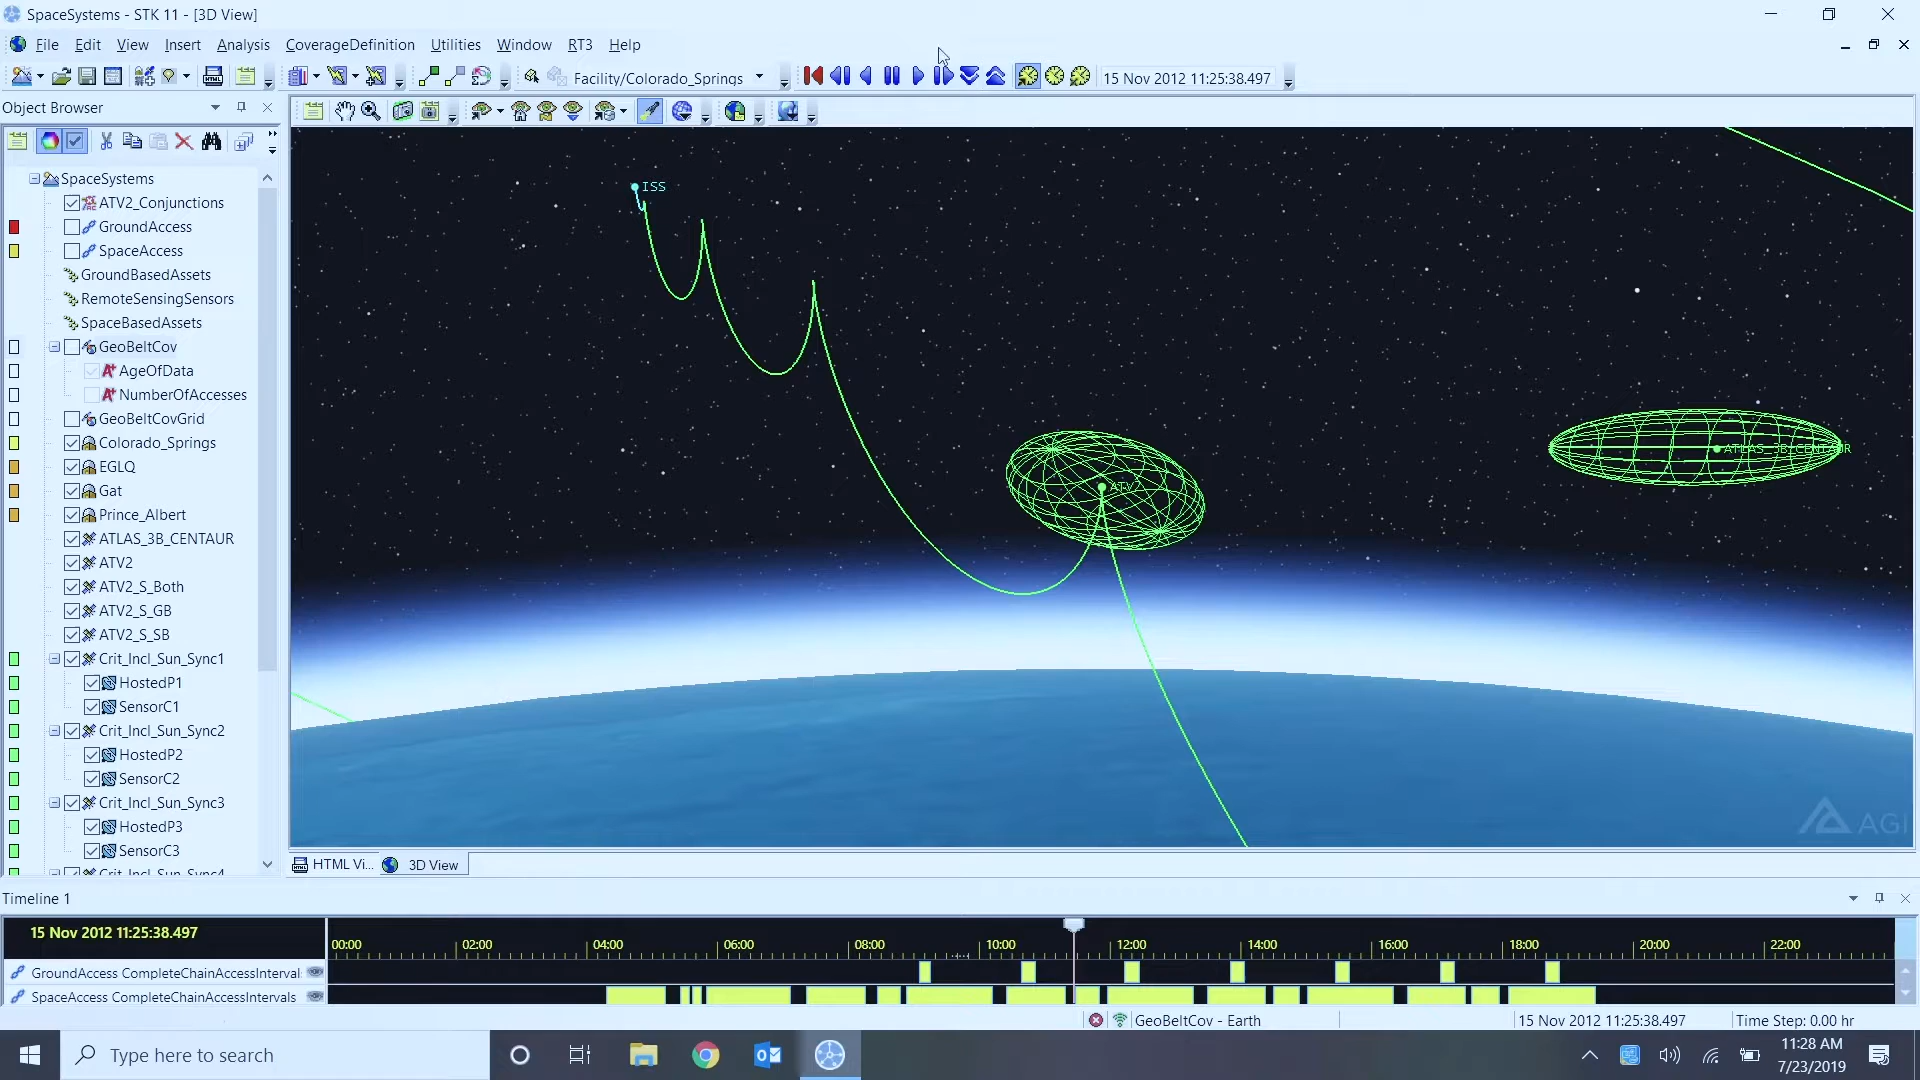 SpaceSystems - STK 11 - [3D View]
File Edit View Insert Analysis CoverageDefinition Utilities Window RT3 Help
Facility/Colorado_Springs
15 Nov 2012 11:25:38.497
Object Browser
SpaceSystems
ATV2_Conjunctions
GroundAccess
SpaceAccess
GroundBasedAssets
RemoteSensingSensors
SpaceBasedAssets
GeoBeltCov
AgeOfData
NumberOfAccesses
GeoBeltCovGrid
Colorado_Springs
EGLQ
Gat
Prince_Albert
ATLAS_3B_CENTAUR
ATV2
ATV2_S_Both
ATV2_S_GB
ATV2_S_SB
Crit_Incl_Sun_Sync1
HostedP1
SensorC1
Crit_Incl_Sun_Sync2
HostedP2
SensorC2
Crit_Incl_Sun_Sync3
HostedP3
SensorC3
Crit_Incl_Sun_Sync4
ISS
ATLAS_3B_CENTAUR
AGI
HTML Vi...
3D View
Timeline 1
15 Nov 2012 11:25:38.497
00:00 02:00 04:00 06:00 08:00 10:00 12:00 14:00 16:00 18:00 20:00 22:00
GroundAccess CompleteChainAccessInterval
SpaceAccess CompleteChainAccessIntervals
GeoBeltCov - Earth
15 Nov 2012 11:25:38.497
Time Step: 0.00 hr
Type here to search
11:28 AM
7/23/2019